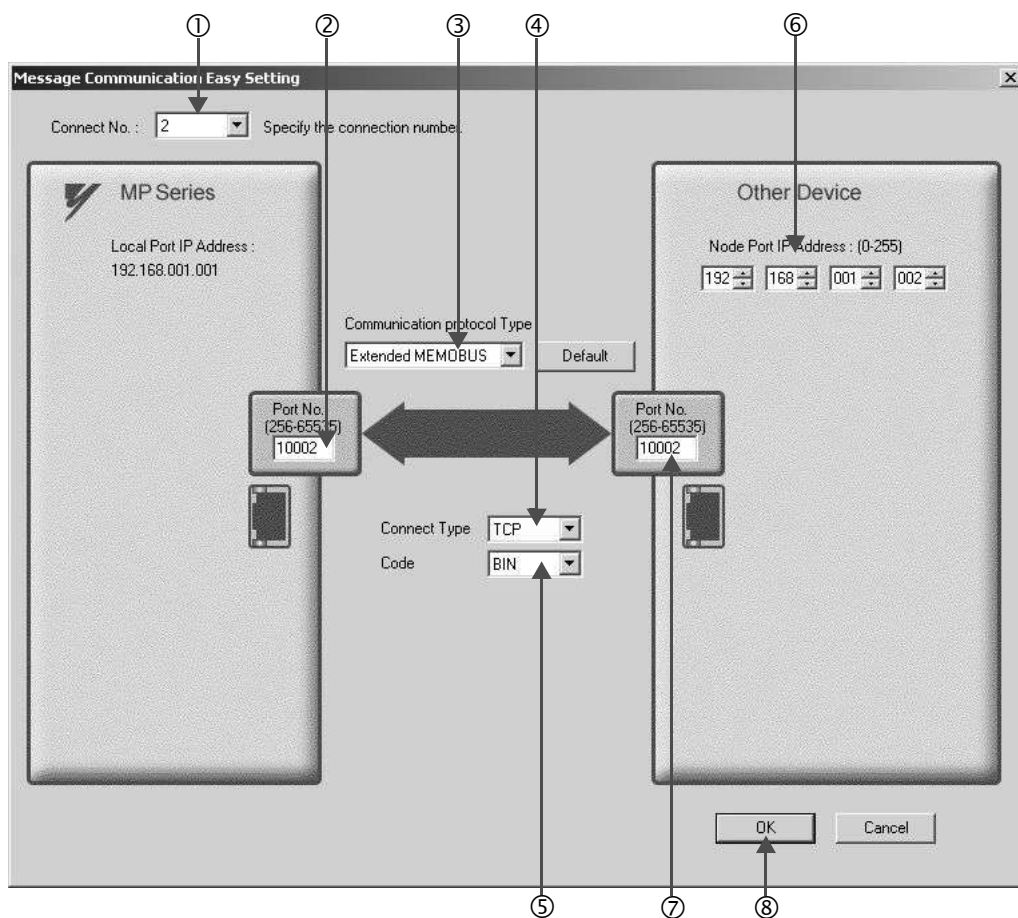 ① ② ③ ④ ⑥
Message Communication Easy Setting
Connect No. : 2 Specify the connection number.
MP Series
Local Port IP Address :
192.168.001.001
Other Device
Node Port IP Address : (0-255)
192 168 001 002
Communication protocol Type
Extended MEMOBUS Default
Port No.
(256-65535)
10002
Port No.
(256-65535)
10002
Connect Type TCP
Code BIN
OK Cancel
⑤ ⑦ ⑧